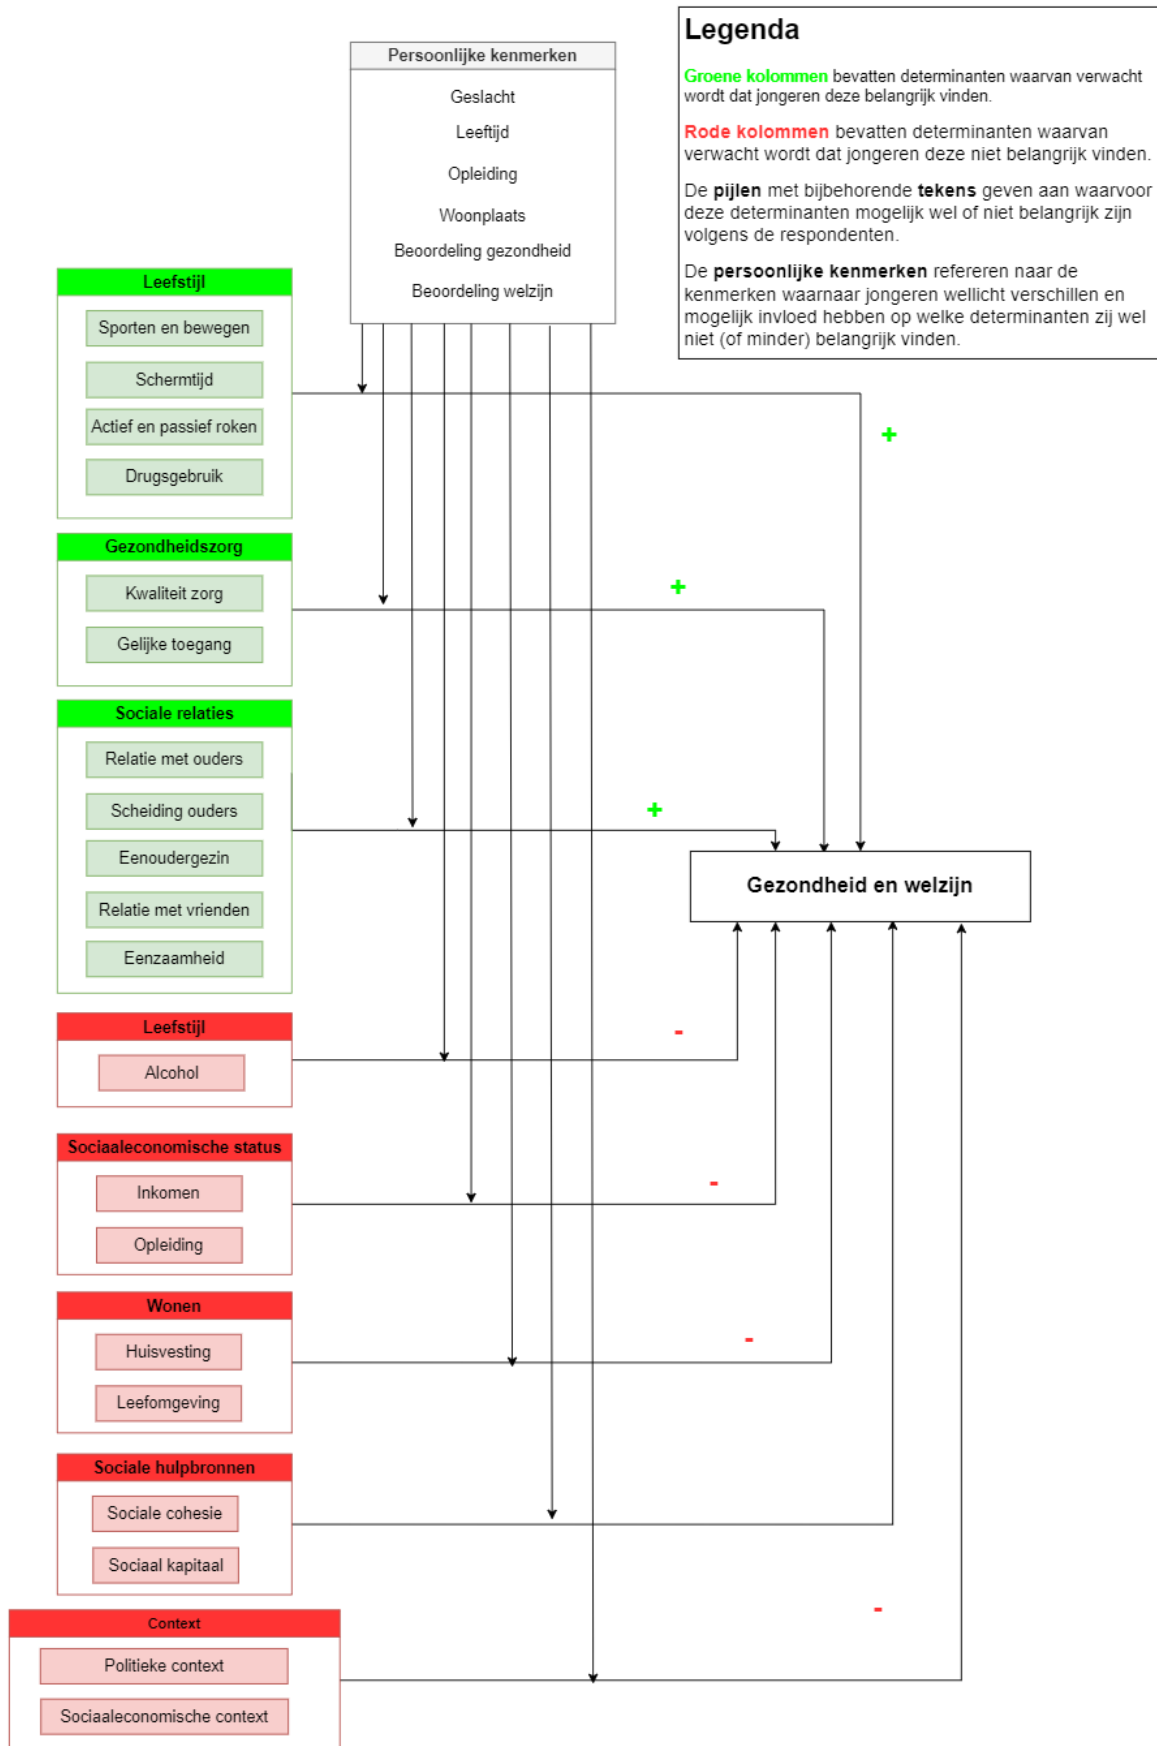 Legenda
Groene kolommen bevatten determinanten waarvan verwacht
wordt dat jongeren deze belangrijk vinden.
Rode kolommen bevatten determinanten waarvan
verwacht wordt dat jongeren deze niet belangrijk vinden.
De pijlen met bijbehorende tekens geven aan waarvoor
deze determinanten mogelijk wel of niet belangrijk zijn
volgens de respondenten.
De persoonlijke kenmerken refereren naar de
kenmerken waarnaar jongeren wellicht verschillen en
mogelijk invloed hebben op welke determinanten zij wel
niet (of minder) belangrijk vinden.
Persoonlijke kenmerken
Geslacht
Leeftijd
Opleiding
Woonplaats
Beoordeling gezondheid
Beoordeling welzijn
Leefstijl
Sporten en bewegen
Schermtijd
Actief en passief roken
Drugsgebruik
+
Gezondheidszorg
Kwaliteit zorg
Gelijke toegang
+
Sociale relaties
Relatie met ouders
Scheiding ouders
Eenoudergezin
Relatie met vrienden
Eenzaamheid
+
Gezondheid en welzijn
Leefstijl
Alcohol
-
Sociaaleconomische status
Inkomen
Opleiding
-
Wonen
Huisvesting
Leefomgeving
-
Sociale hulpbronnen
Sociale cohesie
Sociaal kapitaal
-
Context
Politieke context
Sociaaleconomische context